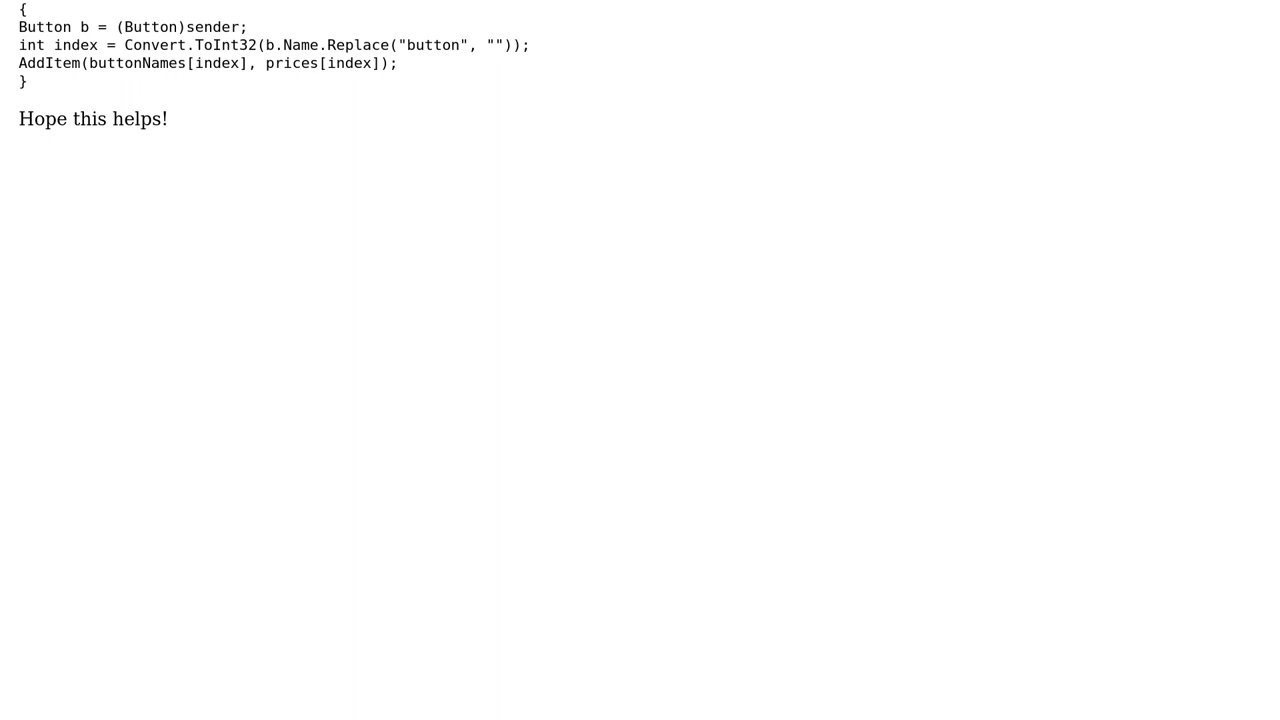 {
Button b = (Button)sender;
int index = Convert.ToInt32(b.Name.Replace("button", ""));
AddItem(buttonNames[index], prices[index]);
}
Hope this helps!